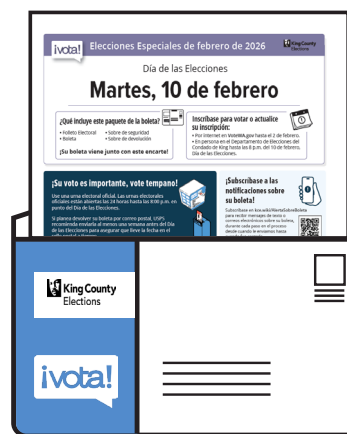 ¡vota!
Elecciones Especiales de febrero de 2026
King County
Elections
Día de las Elecciones
Martes, 10 de febrero
¿Qué incluye este paquete de la boleta?
• Folleto Electoral
• Boleta
• Sobre de seguridad
• Sobre de devolución
¡Su boleta viene junto con este encarte!
Inscríbase para votar o actualice
su inscripción:
• Por internet en VoteWA.gov hasta el 2 de febrero.
• En persona en el Departamento de Elecciones del
Condado de King hasta las 8 p.m. del 10 de febrero,
Día de las Elecciones.
¡Su voto es importante, vote temprano!
Use una urna electoral oficial. Las urnas electorales
oficiales están abiertas las 24 horas hasta las 8:00 p.m. en
punto del Día de las Elecciones.
Si planea devolver su boleta por correo postal, USPS
recomienda enviarla al menos una semana antes del Día
de las Elecciones para asegurar que lleve la fecha en el
¡Subscríbase a las
notificaciones sobre
su boleta!
Subscríbase en
para recibir mensajes de texto o
correos electrónicos sobre su boleta,
durante cada paso en el proceso
desde cuando le enviamos hasta
King County
Elections
¡vota!